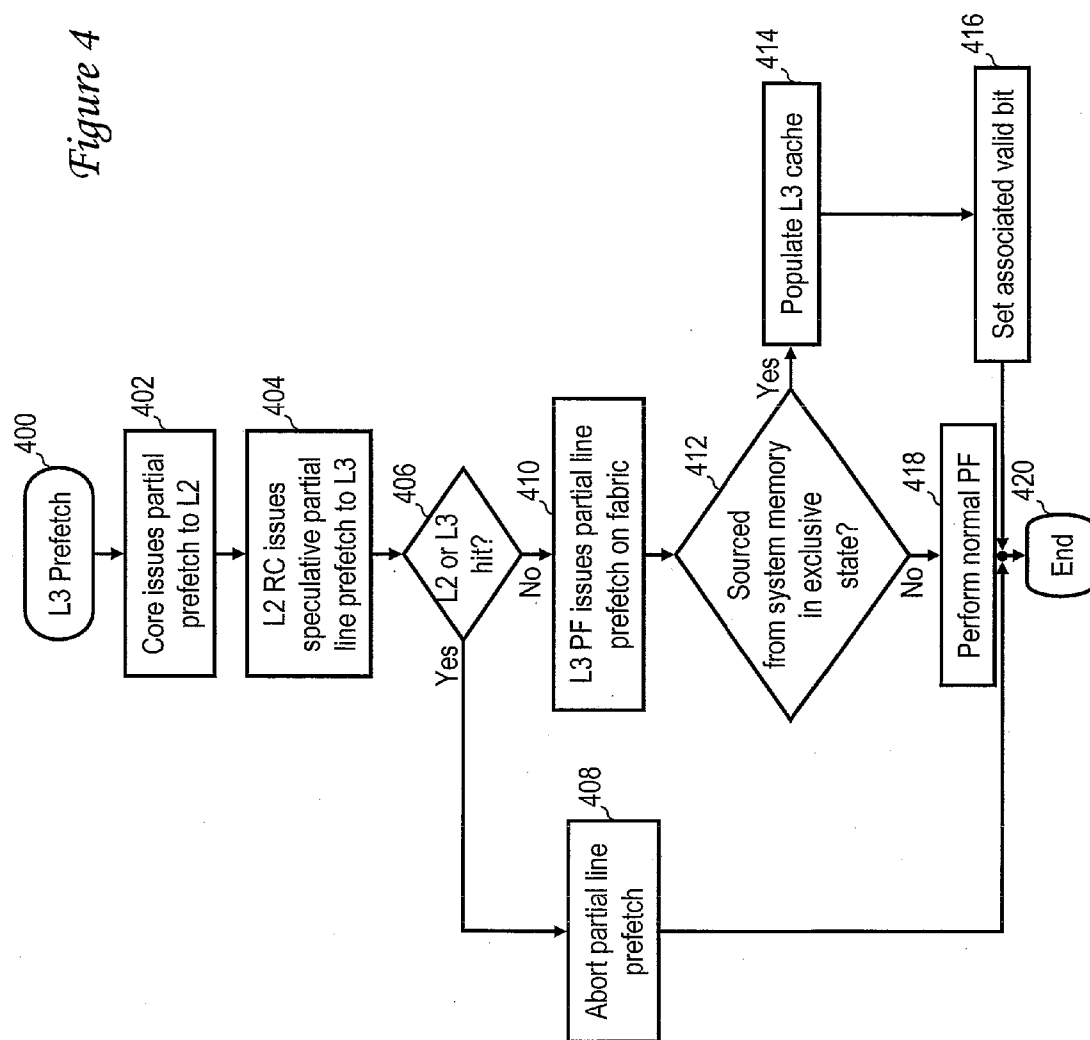 Figure 4
400
L3 Prefetch
402
Core issues partial
prefetch to L2
404
L2 RC issues
speculative partial
line prefetch to L3
406
L2 or L3
hit?
Yes
No
408
Abort partial line
prefetch
410
L3 PF issues partial line
prefetch on fabric
412
Sourced
from system memory
in exclusive
state?
Yes
No
414
Populate L3 cache
416
Set associated valid bit
418
Perform normal PF
420
End